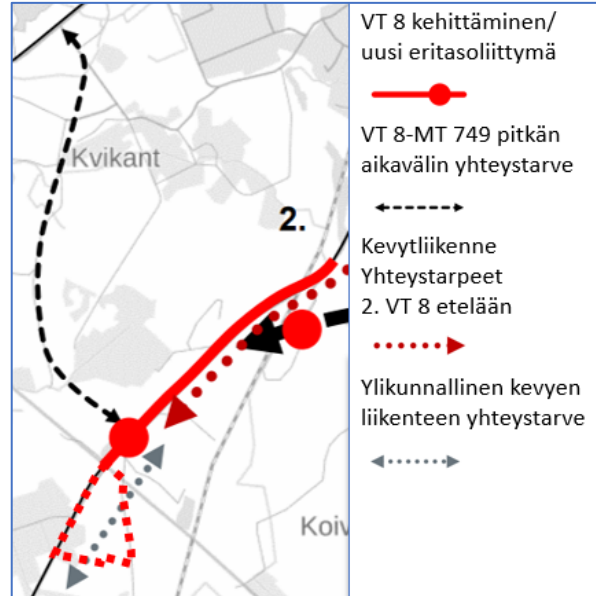 Kvikant
2.
Koiv
VT 8 kehittäminen/
uusi eritasoliittymä
VT 8-MT 749 pitkän
aikavälin yhteystarve
Kevytliikenne
Yhteystarpeet
2. VT 8 etelään
Ylikunnallinen kevyen
liikenteen yhteystarve